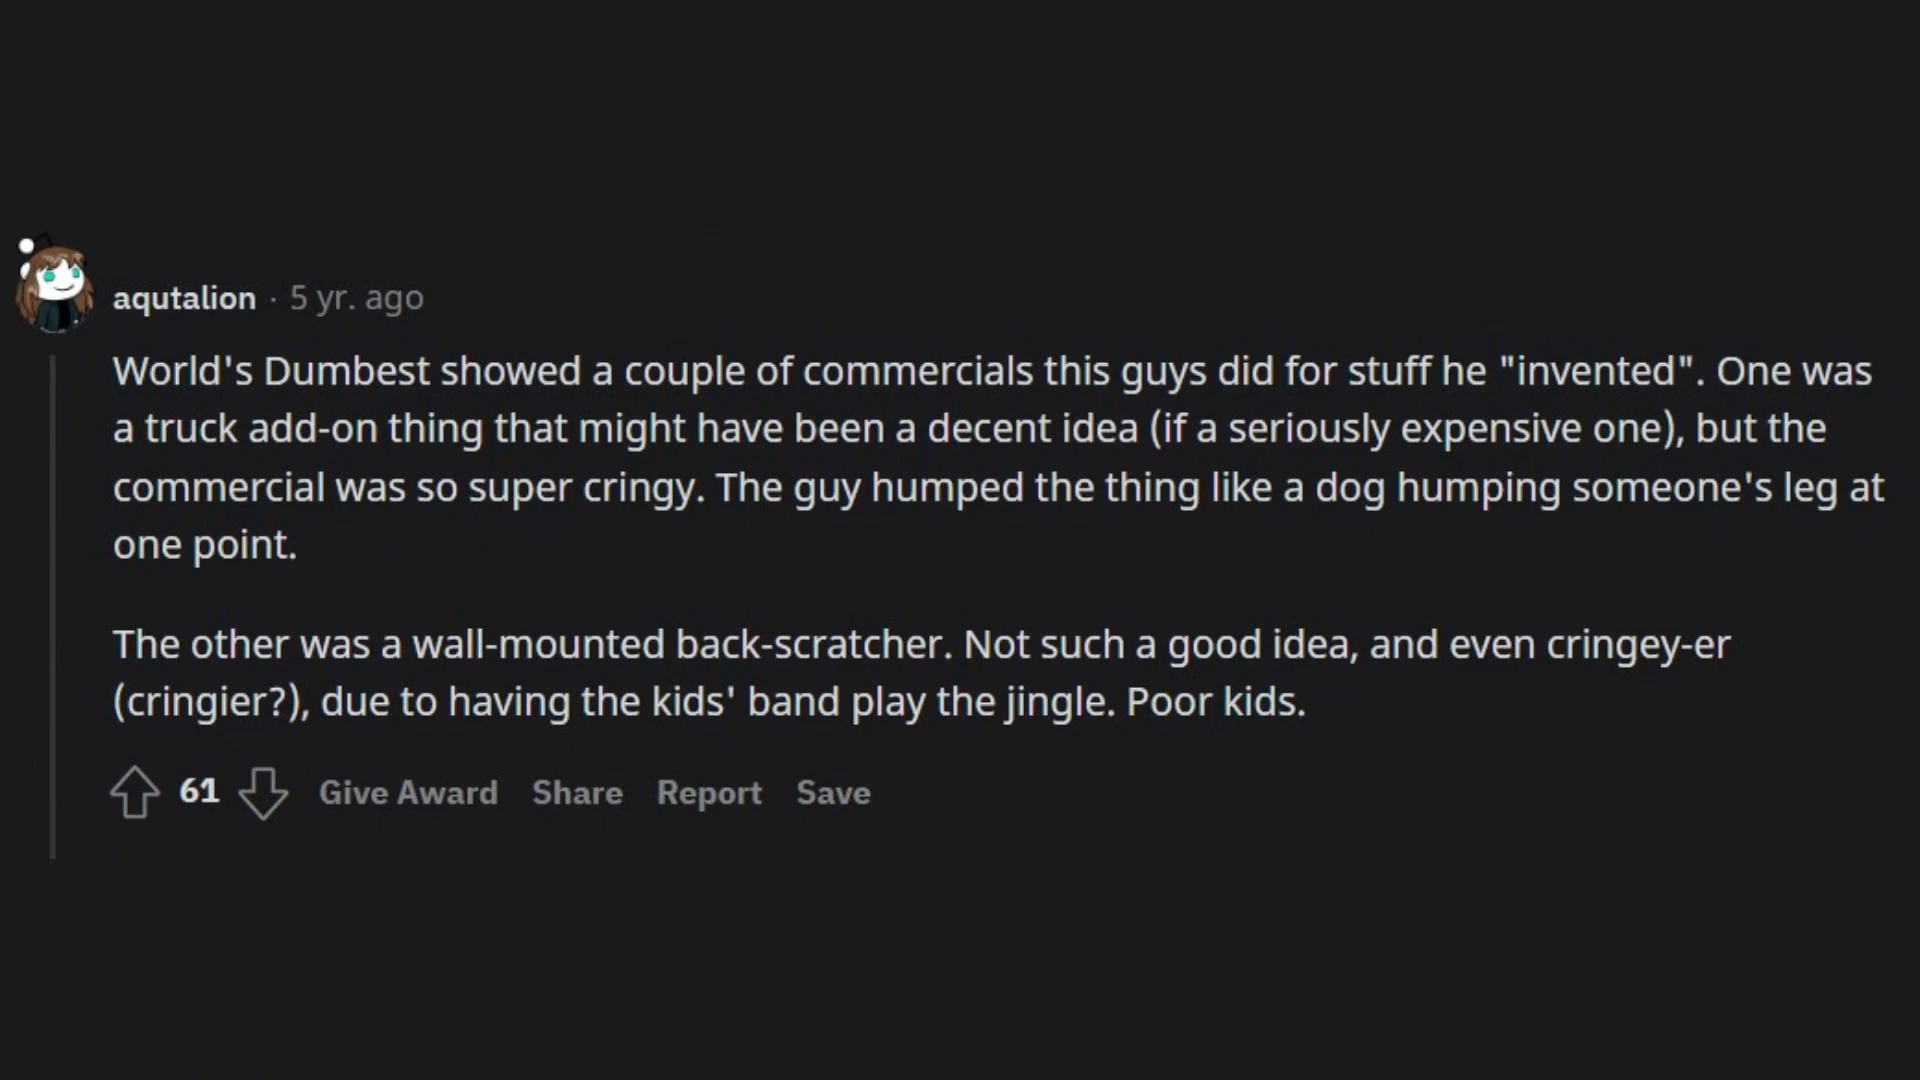 aqutalion · 5 yr. ago
World's Dumbest showed a couple of commercials this guys did for stuff he "invented". One was
a truck add-on thing that might have been a decent idea (if a seriously expensive one), but the
commercial was so super cringy. The guy humped the thing like a dog humping someone's leg at
one point.
The other was a wall-mounted back-scratcher. Not such a good idea, and even cringey-er
(cringier?), due to having the kids' band play the jingle. Poor kids.
61 Give Award Share Report Save